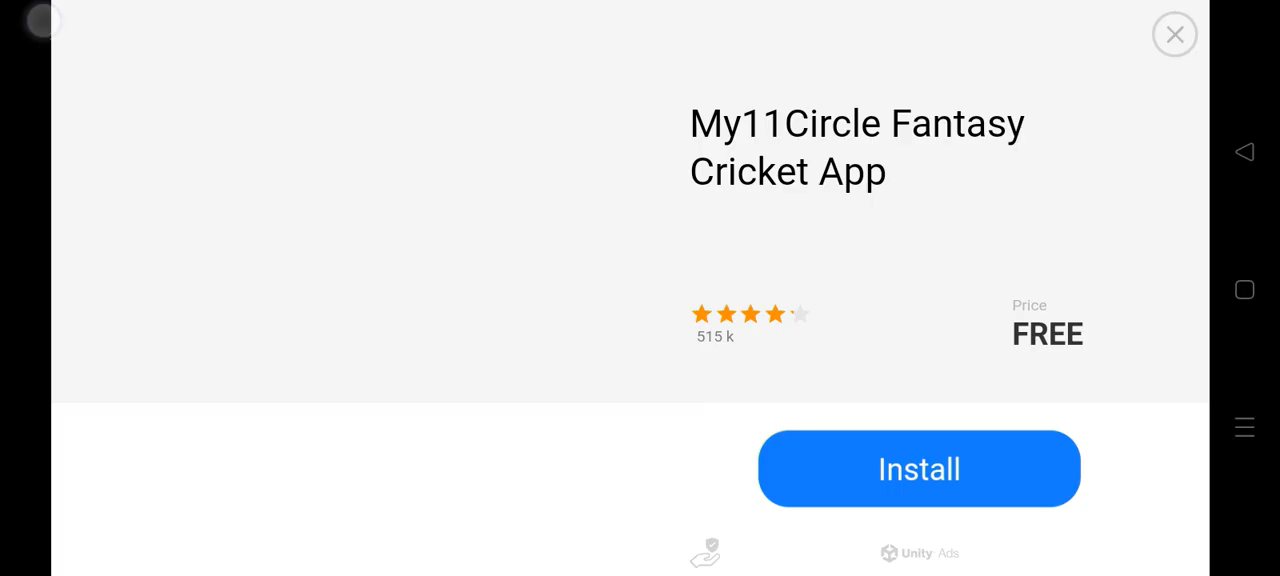 My11Circle Fantasy
Cricket App
515 k
Price
FREE
Install
Unity Ads